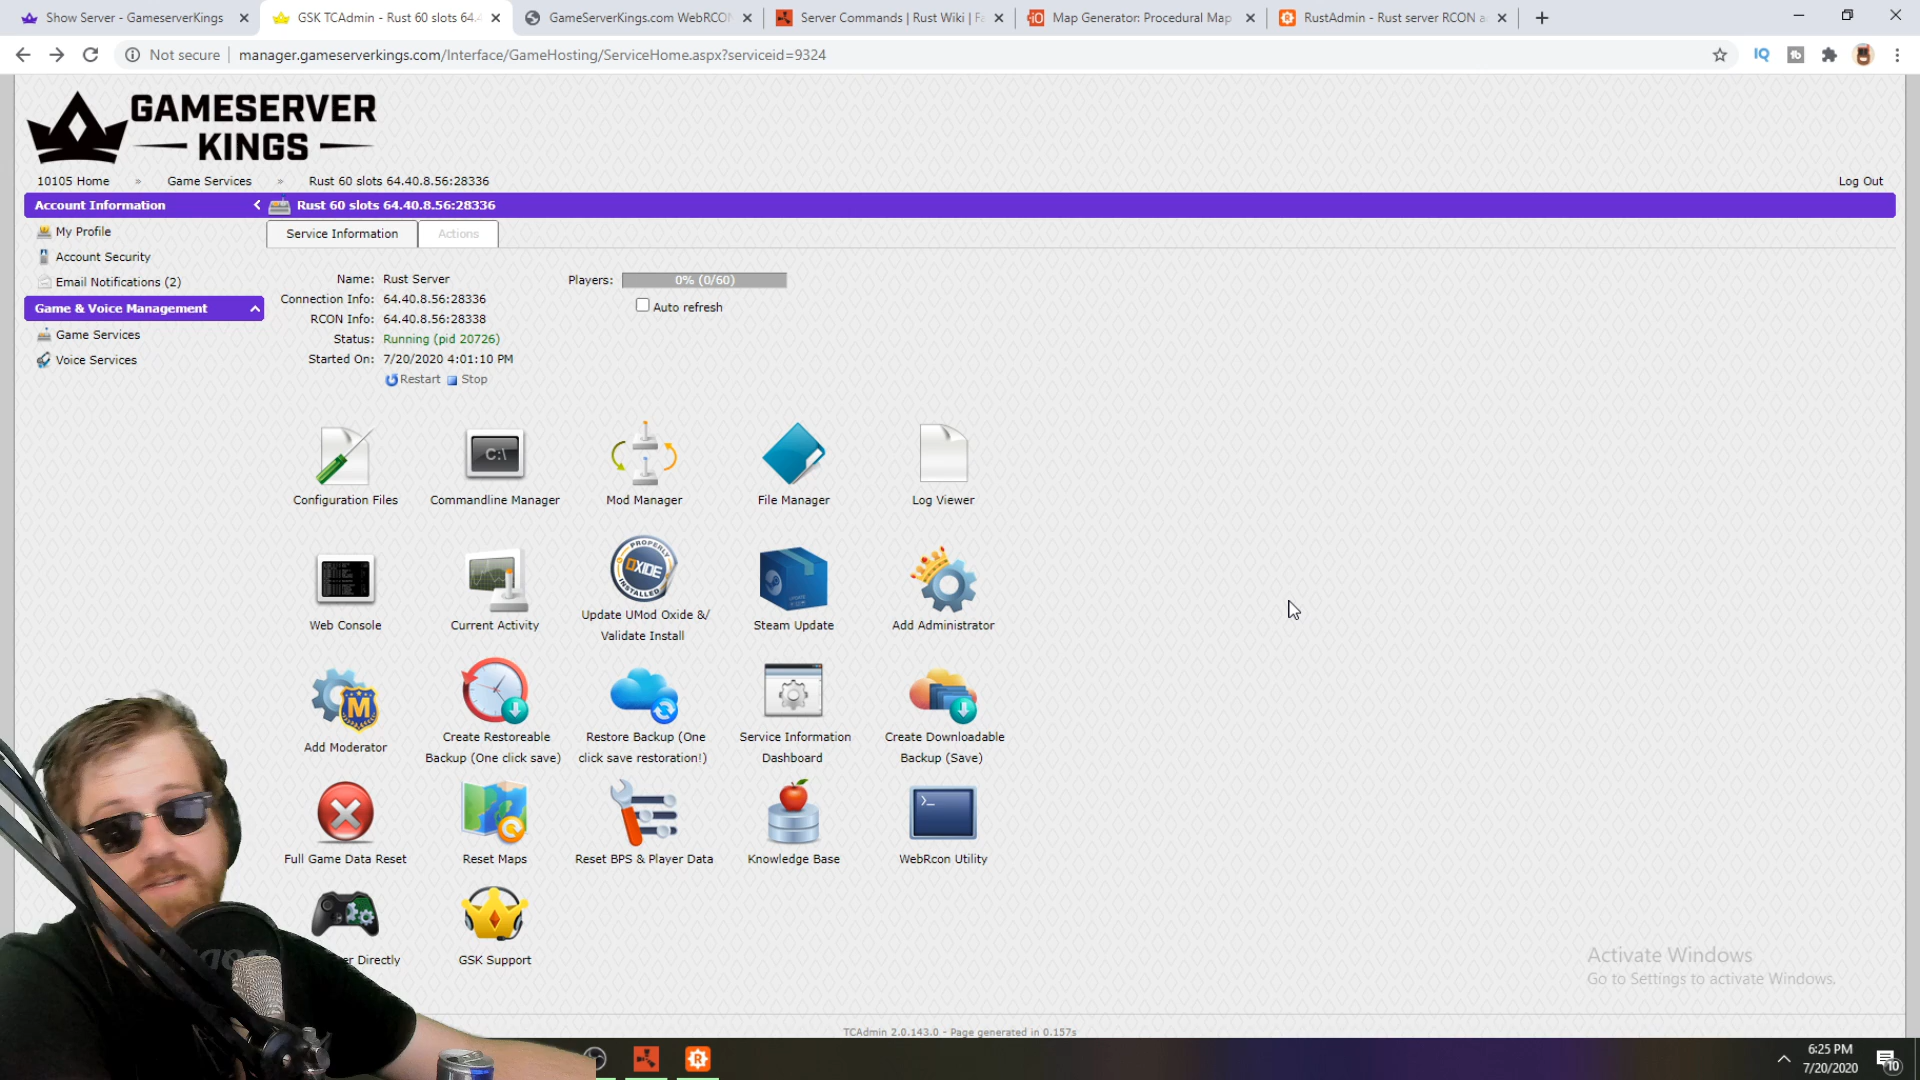 Show Server - GameserverKings
GSK TCAdmin - Rust 60 slots 64.
GameServerKings.com WebRCON
Server Commands | Rust Wiki | Fa
Map Generator: Procedural Map
RustAdmin - Rust server RCON a
Not secure
manager.gameserverkings.com/Interface/GameHosting/ServiceHome.aspx?serviceid=9324
IQ
GAMESERVER
KINGS
10105 Home » Game Services » Rust 60 slots 64.40.8.56:28336
Log Out
Account Information
Rust 60 slots 64.40.8.56:28336
My Profile
Account Security
Email Notifications (2)
Game & Voice Management
Game Services
Voice Services
Service Information
Actions
Name: Rust Server
Connection Info: 64.40.8.56:28336
RCON Info: 64.40.8.56:28338
Status: Running (pid 20726)
Started On: 7/20/2020 4:01:10 PM
Restart Stop
Players: 0% (0/60)
Auto refresh
C:\
Configuration Files
Commandline Manager
Mod Manager
File Manager
Log Viewer
PROPERLY
OXIDE
INSTALLED
Web Console
Current Activity
Update UMod Oxide &/
Validate Install
Steam Update
Add Administrator
M
Add Moderator
Create Restoreable
Backup (One click save)
Restore Backup (One
click save restoration!)
Service Information
Dashboard
Create Downloadable
Backup (Save)
Full Game Data Reset
Reset Maps
Reset BPS & Player Data
Knowledge Base
WebRcon Utility
er Directly
GSK Support
Activate Windows
Go to Settings to activate Windows.
TCAdmin 2.0.143.0 - Page generated in 0.157s
6:25 PM
7/20/2020
10